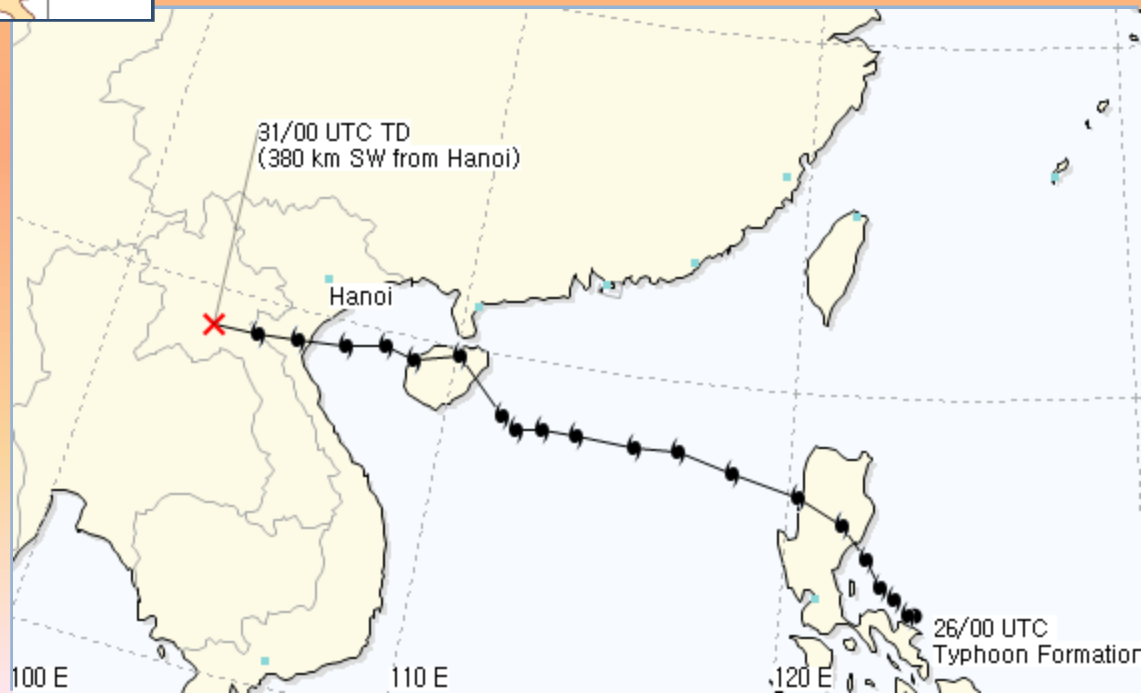 31/00 UTC TD
(380 km SW from Hanoi)
Hanoi
26/00 UTC
Typhoon Formation
100 E
110 E
120 E